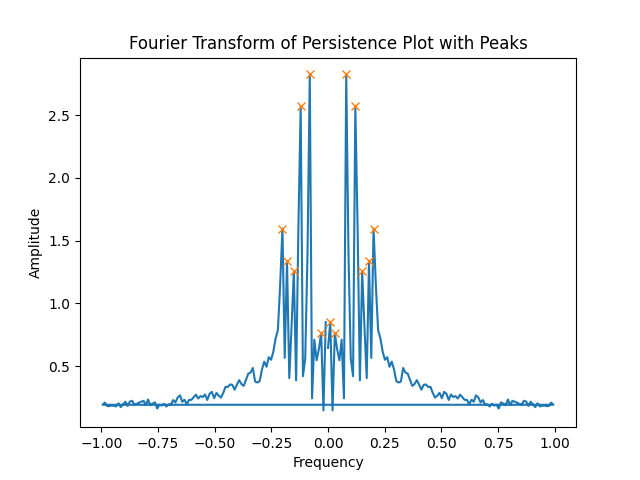 Fourier Transform of Persistence Plot with Peaks
2.5
2.0
1.5
1.0
0.5
Amplitude
−1.00 −0.75 −0.50 −0.25 0.00 0.25 0.50 0.75 1.00
Frequency